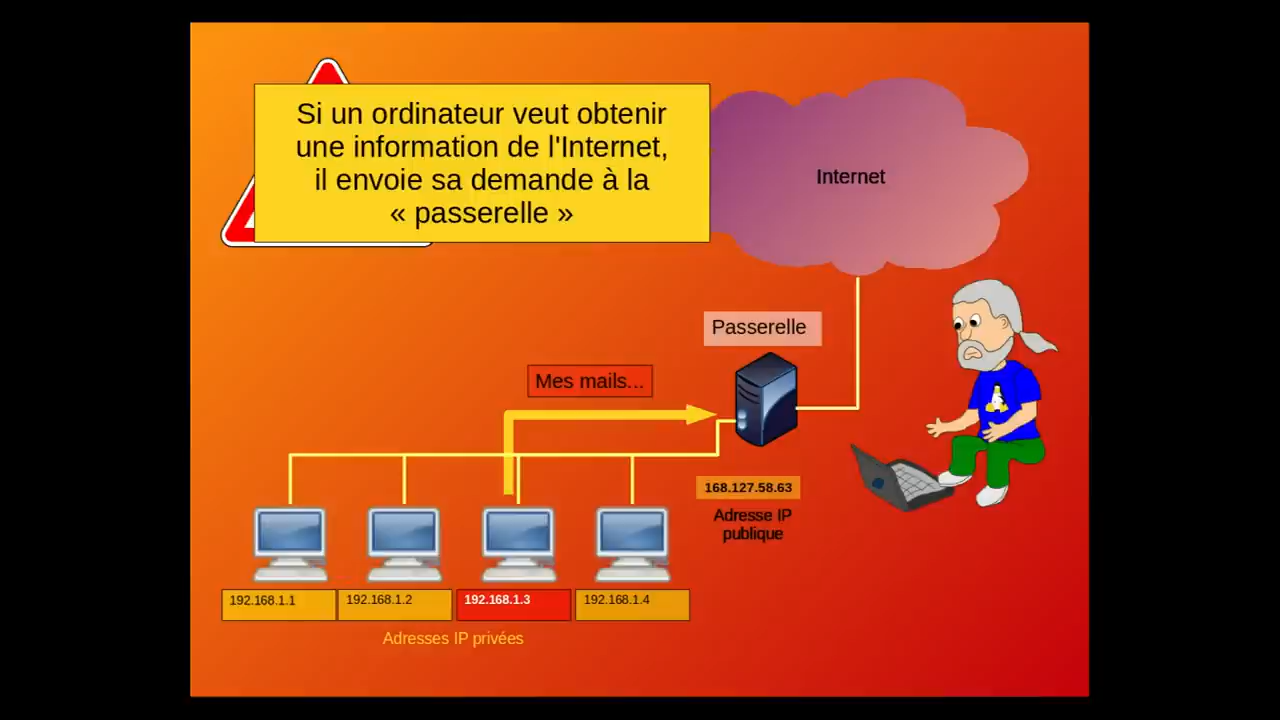 Si un ordinateur veut obtenir
une information de l'Internet,
il envoie sa demande à la
« passerelle »
Internet
Passerelle
Mes mails...
168.127.58.63
Adresse IP
publique
192.168.1.1
192.168.1.2
192.168.1.3
192.168.1.4
Adresses IP privées